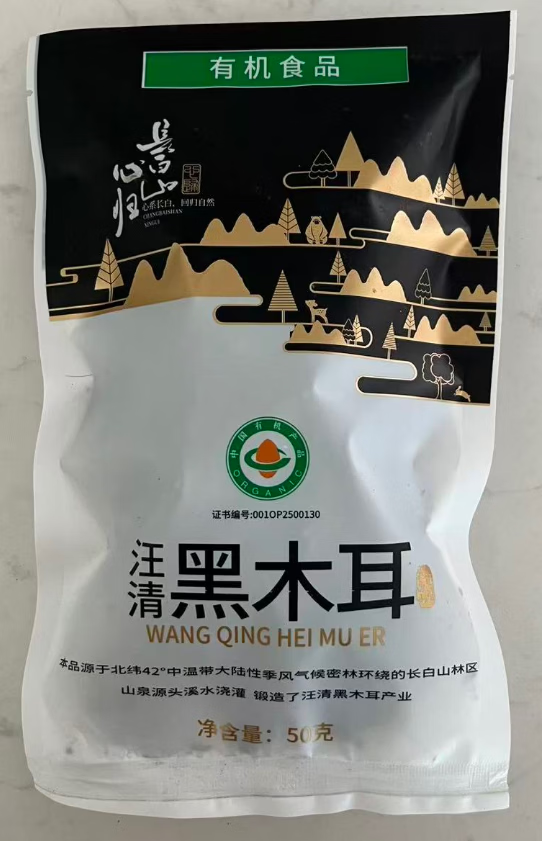 有机食品
长白山
心归
心系长白，回归自然
CHANGBAISHAN
XINGUI
中国有机产品
ORGANIC
证书编号:001OP2500130
汪清
黑木耳
WANG QING HEI MU ER
本品源于北纬42°中温带大陆性季风气候密林环绕的长白山林区
山泉源头溪水浇灌 锻造了汪清黑木耳产业
净含量：50克